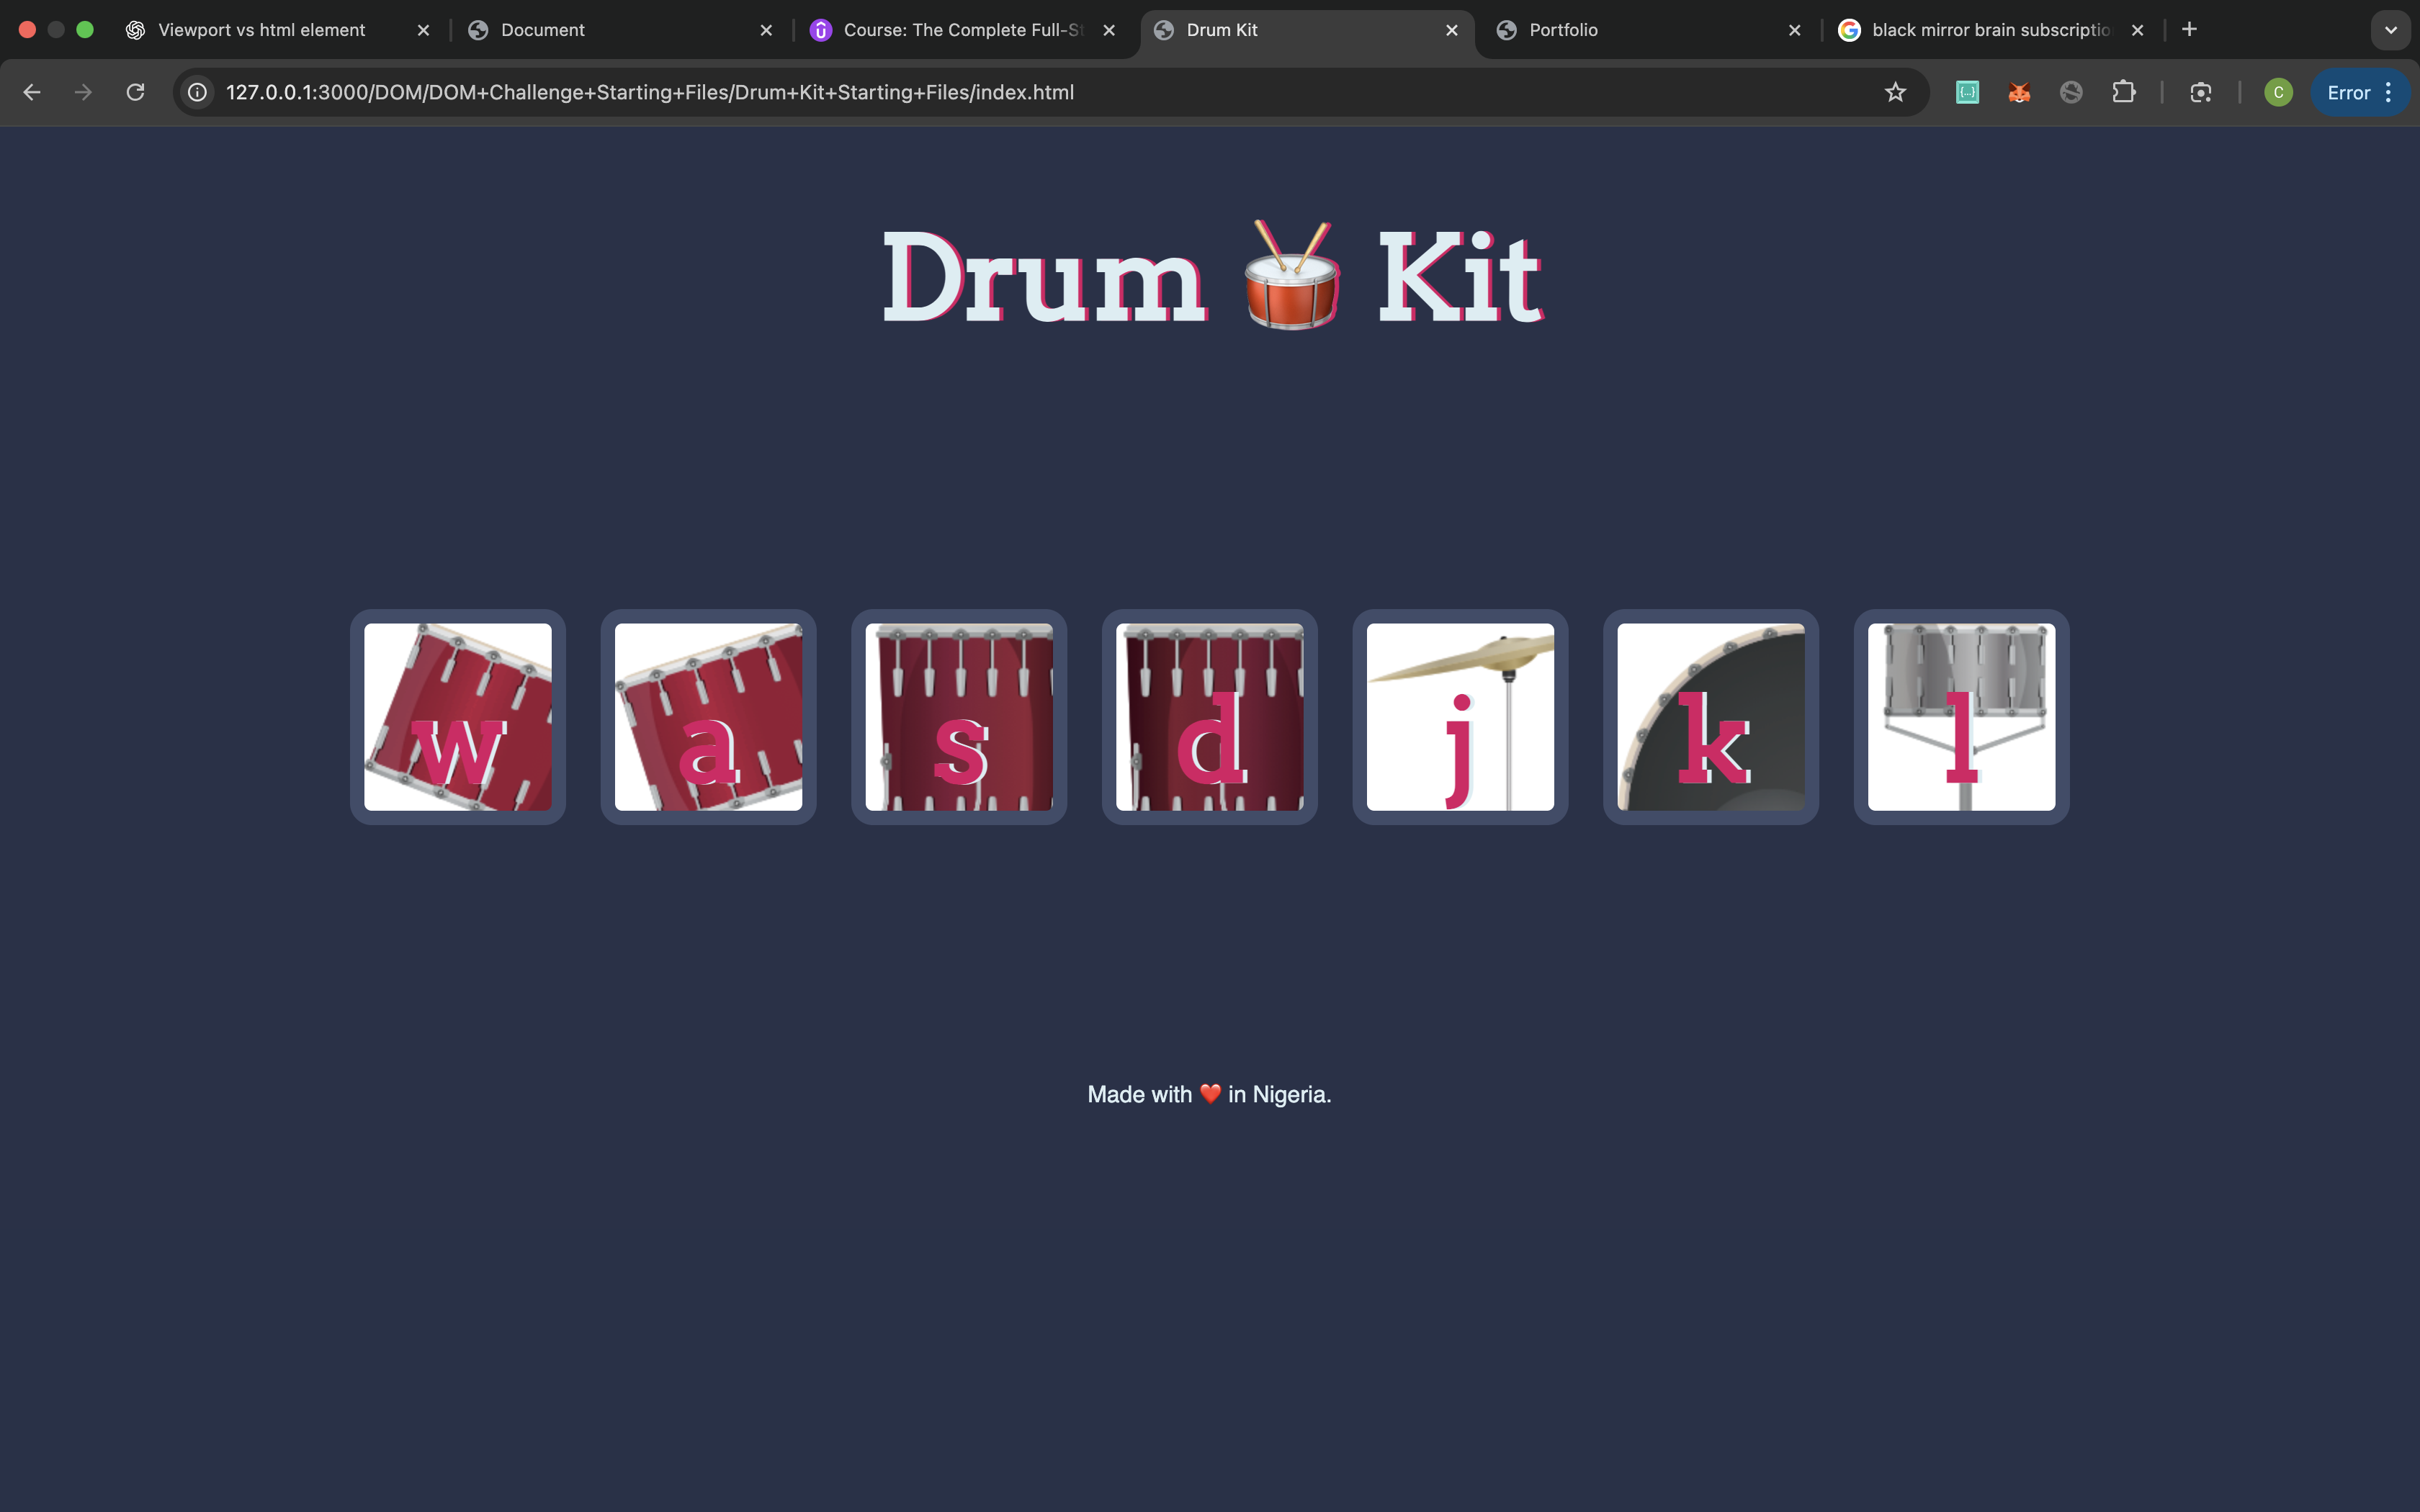 Viewport vs html element
Document
Course: The Complete Full-St
Drum Kit
Portfolio
black mirror brain subscriptio
127.0.0.1:3000/DOM/DOM+Challenge+Starting+Files/Drum+Kit+Starting+Files/index.html
{...}
C
Error
Drum 🥁 Kit
w
a
s
d
j
k
l
Made with ❤️ in Nigeria.